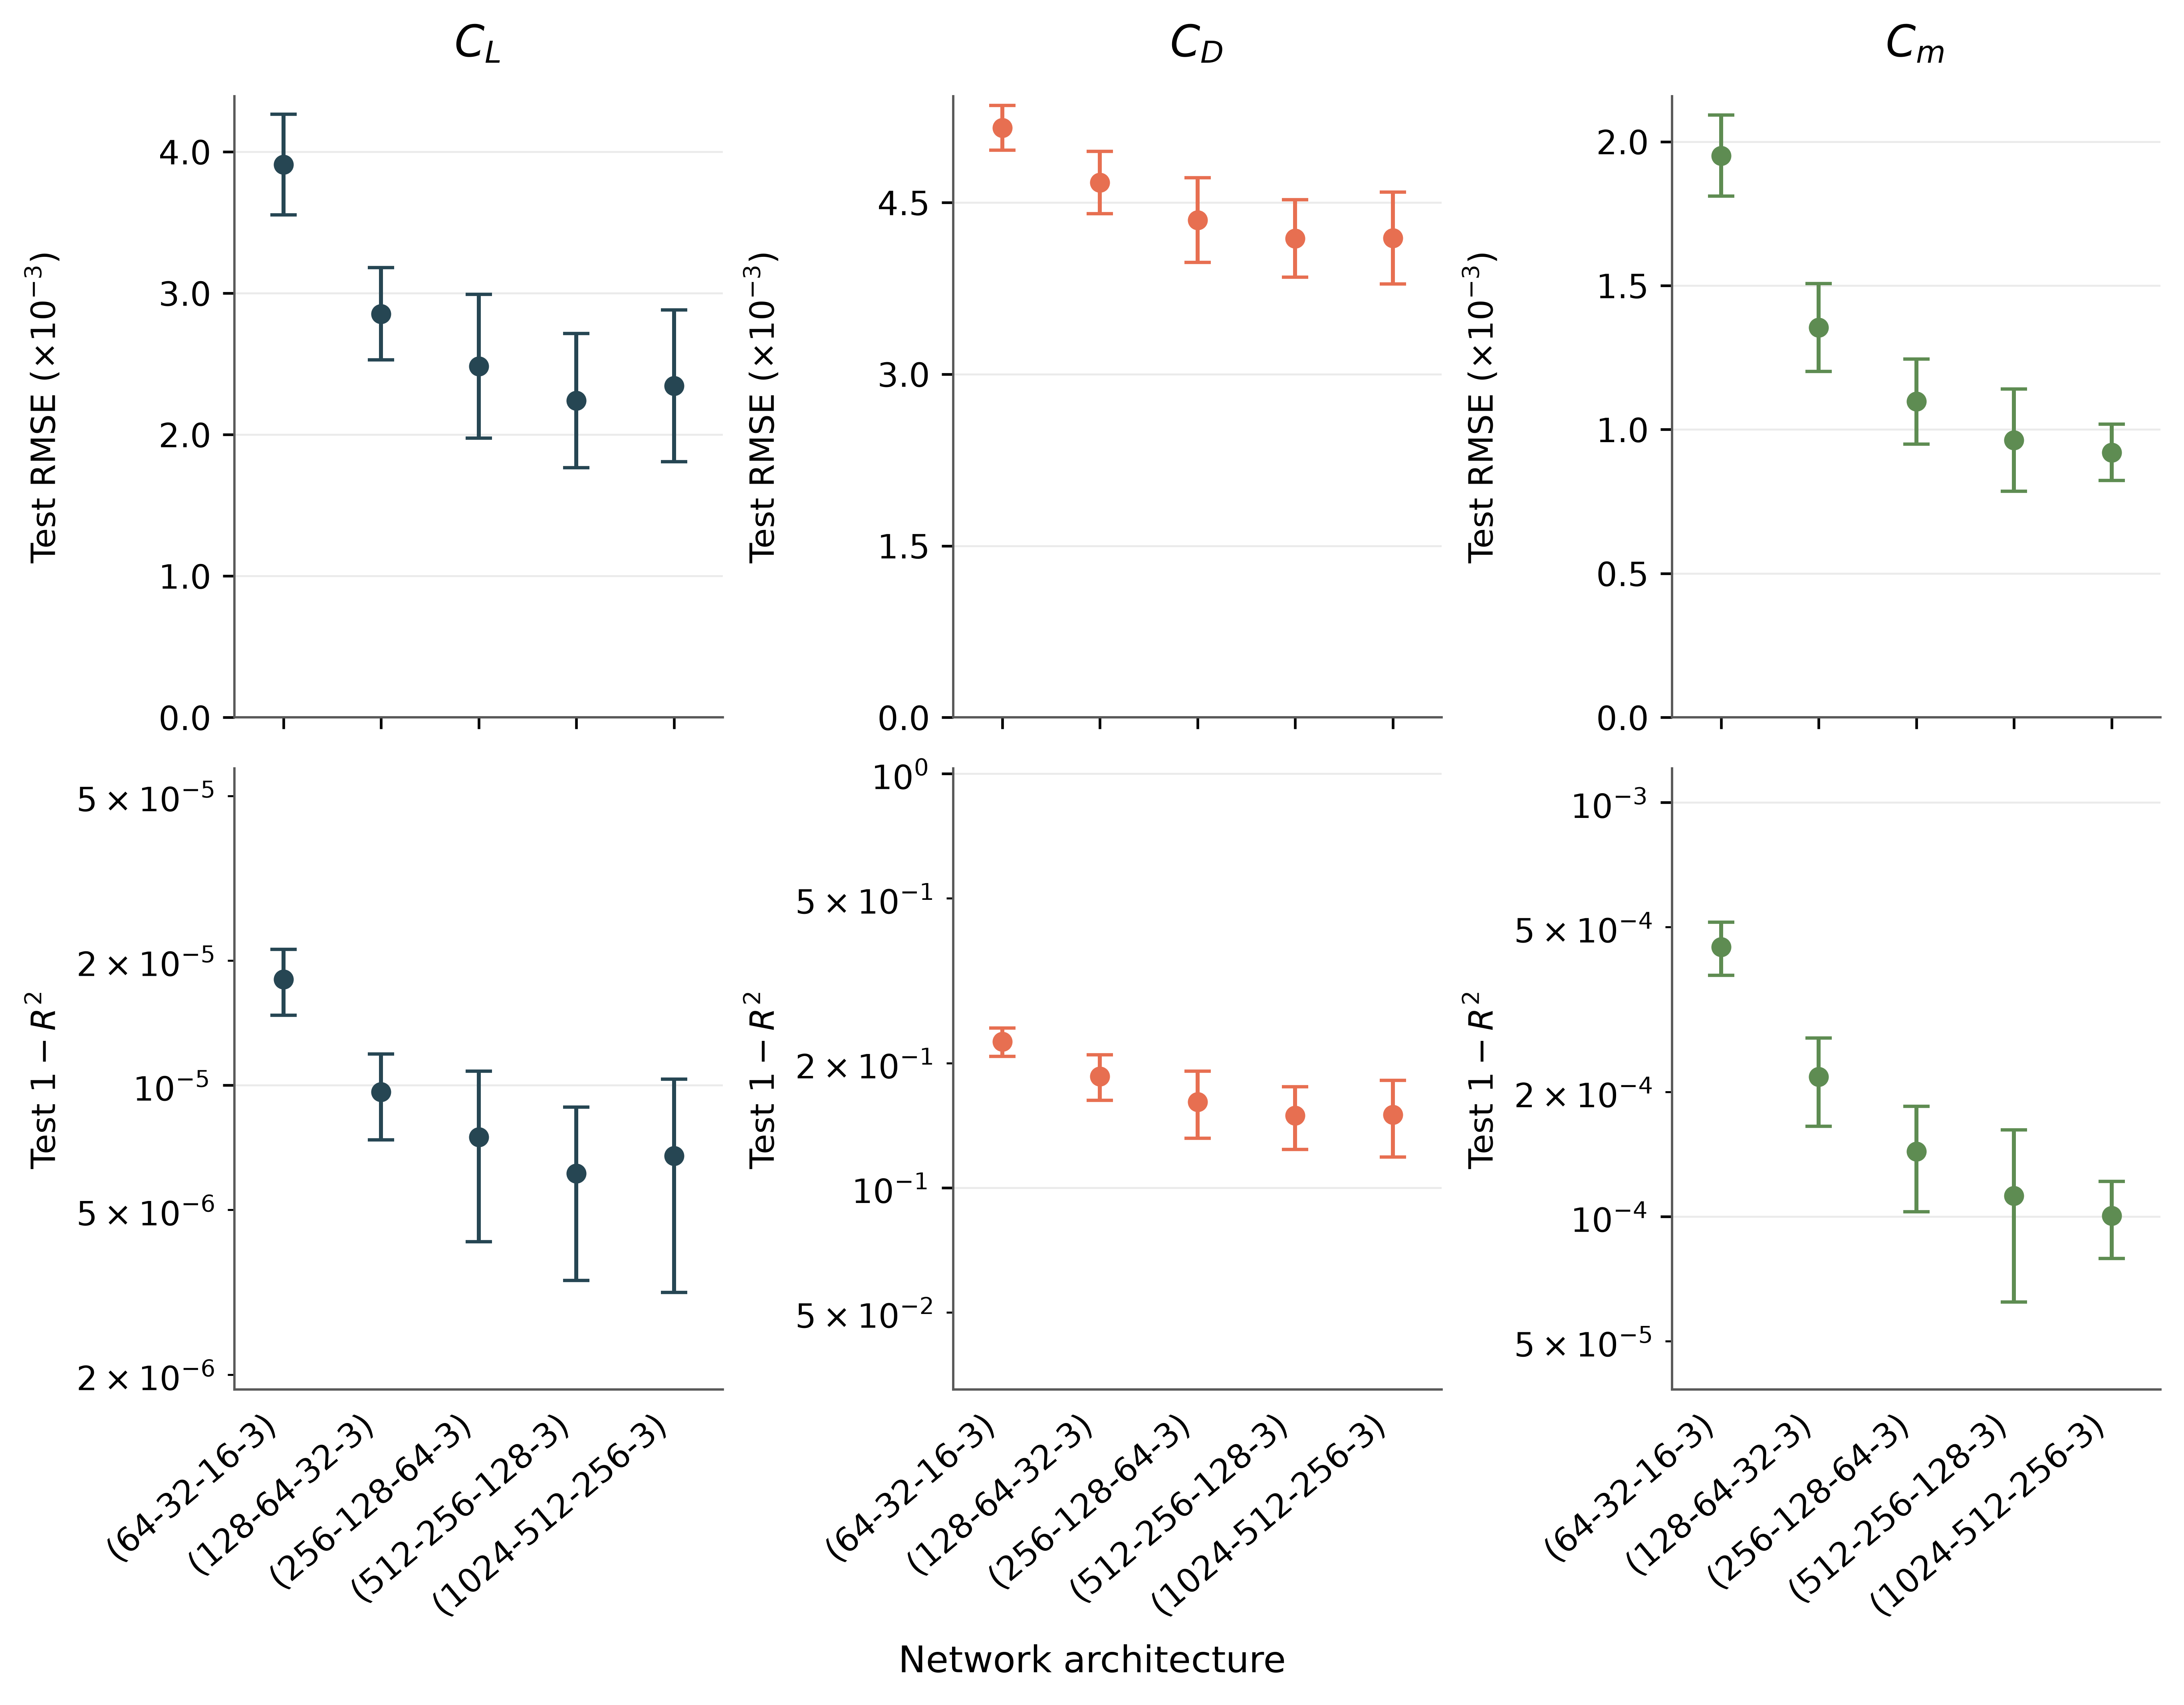 C_L
C_D
C_m
Test RMSE (×10⁻³)
4.0
3.0
2.0
1.0
0.0
Test RMSE (×10⁻³)
4.5
3.0
1.5
0.0
Test RMSE (×10⁻³)
2.0
1.5
1.0
0.5
0.0
Test 1 − R²
5 × 10⁻⁵
2 × 10⁻⁵
10⁻⁵
5 × 10⁻⁶
2 × 10⁻⁶
Test 1 − R²
10⁰
5 × 10⁻¹
2 × 10⁻¹
10⁻¹
5 × 10⁻²
Test 1 − R²
10⁻³
5 × 10⁻⁴
2 × 10⁻⁴
10⁻⁴
5 × 10⁻⁵
(64-32-16-3)
(128-64-32-3)
(256-128-64-3)
(512-256-128-3)
(1024-512-256-3)
(64-32-16-3)
(128-64-32-3)
(256-128-64-3)
(512-256-128-3)
(1024-512-256-3)
(64-32-16-3)
(128-64-32-3)
(256-128-64-3)
(512-256-128-3)
(1024-512-256-3)
Network architecture